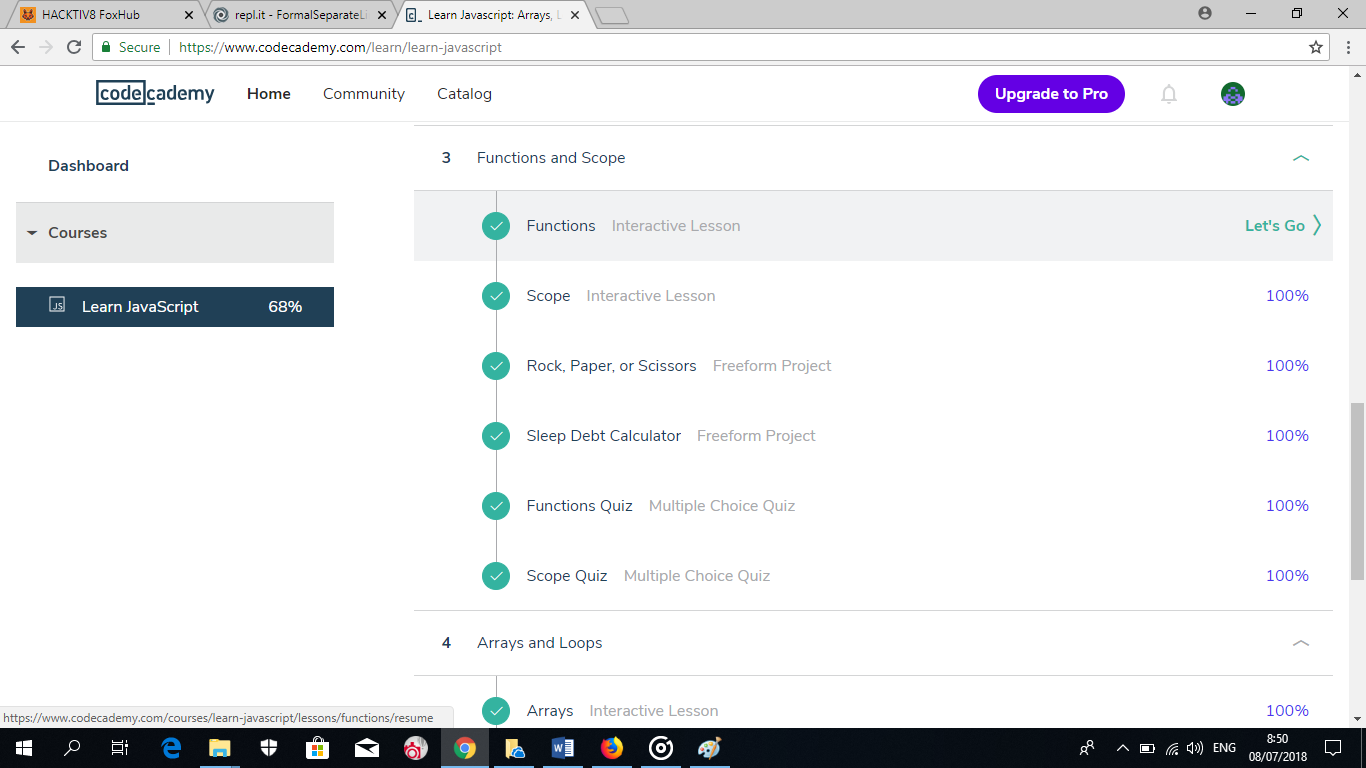 HACKTIV8 FoxHub
repl.it - FormalSeparateLi
Learn Javascript: Arrays, L
Secure
https://www.codecademy.com/learn/learn-javascript
codecademy
Home
Community
Catalog
Upgrade to Pro
Dashboard
Courses
JS
Learn JavaScript
68%
3 Functions and Scope
Functions Interactive Lesson Let's Go
Scope Interactive Lesson 100%
Rock, Paper, or Scissors Freeform Project 100%
Sleep Debt Calculator Freeform Project 100%
Functions Quiz Multiple Choice Quiz 100%
Scope Quiz Multiple Choice Quiz 100%
4 Arrays and Loops
Arrays Interactive Lesson 100%
https://www.codecademy.com/courses/learn-javascript/lessons/functions/resume
ENG
8:50
08/07/2018